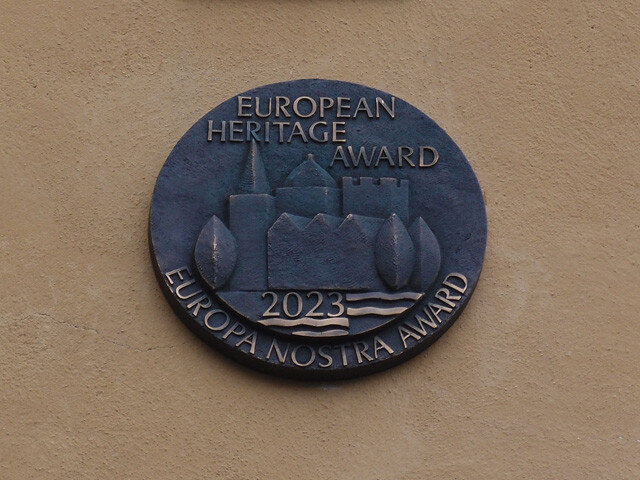 EUROPEAN
HERITAGE
AWARD
2023
EUROPA NOSTRA AWARD